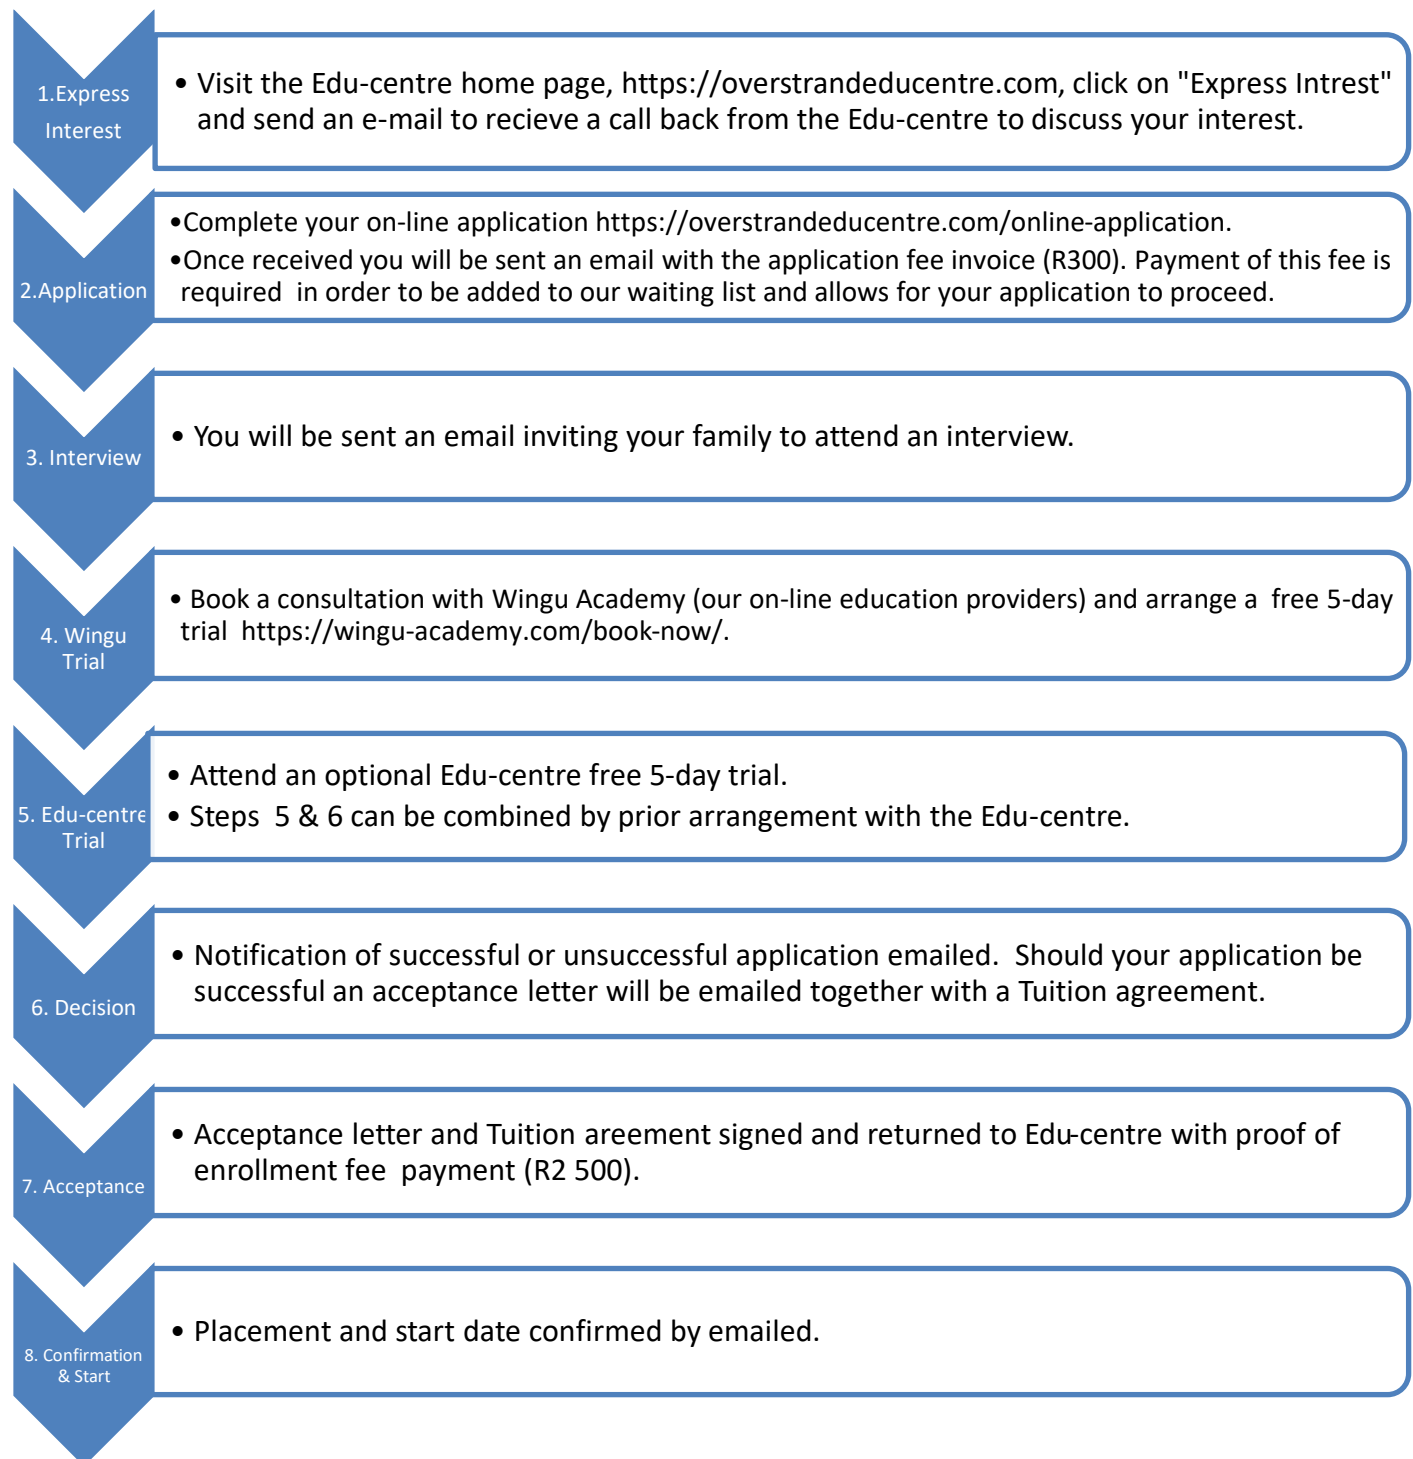 1.Express
Interest
• Visit the Edu-centre home page, https://overstrandeducentre.com, click on "Express Intrest"
and send an e-mail to recieve a call back from the Edu-centre to discuss your interest.
2.Application
•Complete your on-line application https://overstrandeducentre.com/online-application.
•Once received you will be sent an email with the application fee invoice (R300). Payment of this fee is
required in order to be added to our waiting list and allows for your application to proceed.
3. Interview
• You will be sent an email inviting your family to attend an interview.
4. Wingu
Trial
• Book a consultation with Wingu Academy (our on-line education providers) and arrange a free 5-day
trial https://wingu-academy.com/book-now/.
5. Edu-centre
Trial
• Attend an optional Edu-centre free 5-day trial.
• Steps 5 & 6 can be combined by prior arrangement with the Edu-centre.
6. Decision
• Notification of successful or unsuccessful application emailed. Should your application be
successful an acceptance letter will be emailed together with a Tuition agreement.
7. Acceptance
• Acceptance letter and Tuition areement signed and returned to Edu-centre with proof of
enrollment fee payment (R2 500).
8. Confirmation
& Start
• Placement and start date confirmed by emailed.